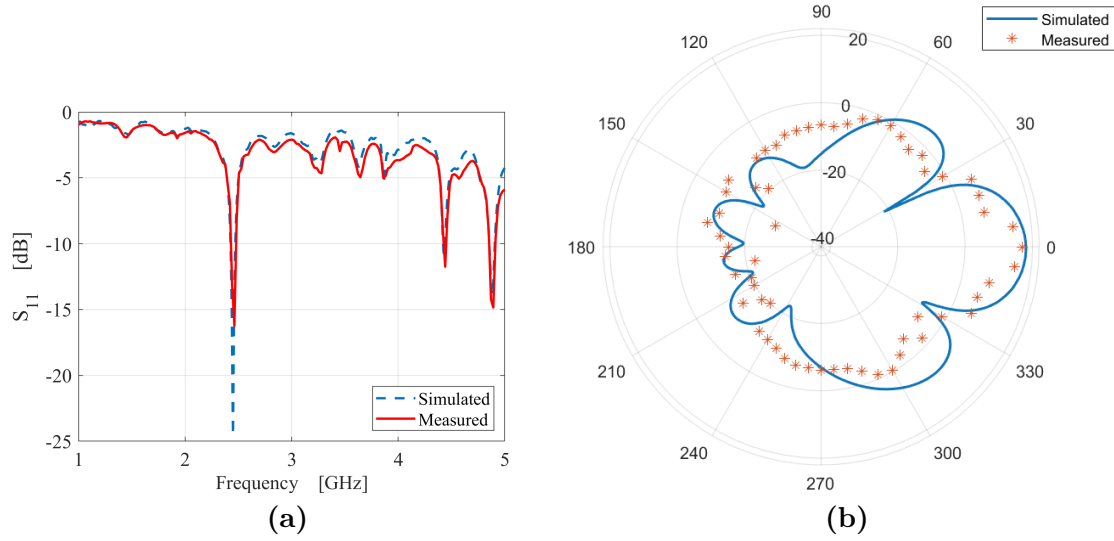 0
-5
-10
-15
-20
-25
S11 [dB]
1 2 3 4 5
Frequency [GHz]
Simulated
Measured
(a)
90
120 60
150 30
180 0
210 330
240 300
270
20
0
-20
-40
Simulated
Measured
(b)